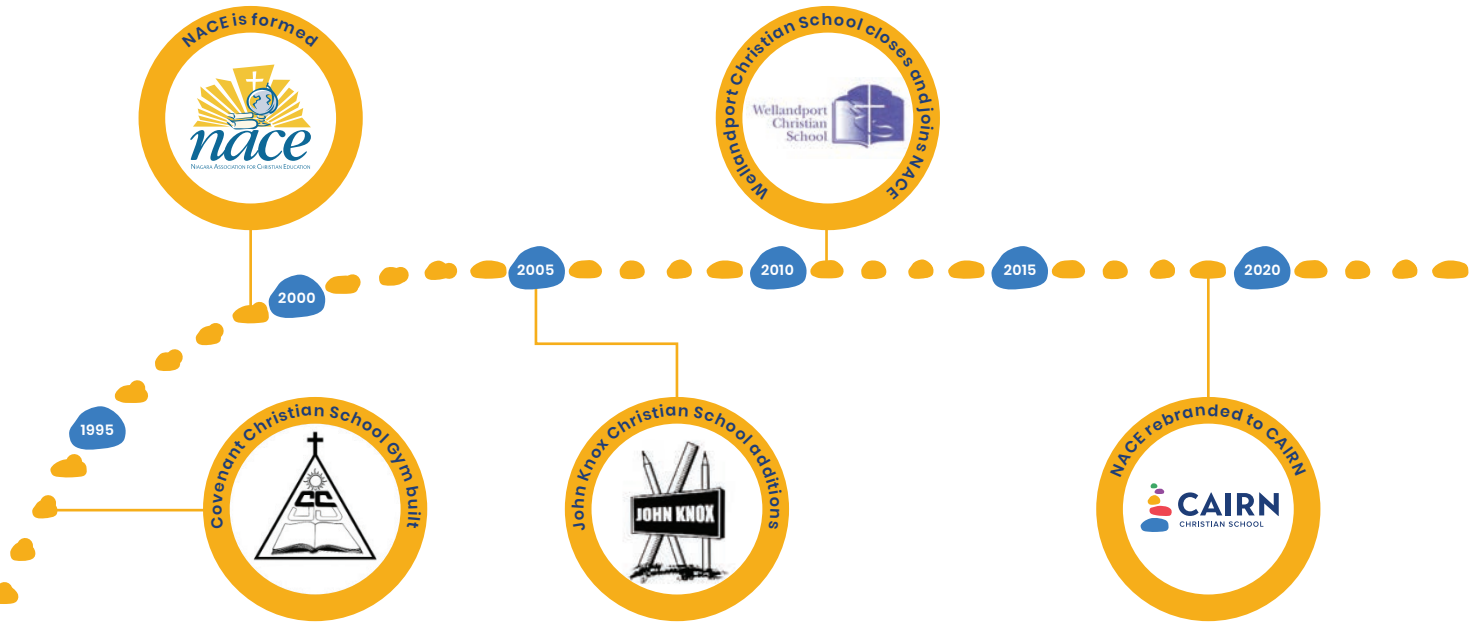 NACE is formed
nace
NIAGARA ASSOCIATION FOR CHRISTIAN EDUCATION
Wellandport Christian School closes and joins NACE
Wellandport
Christian
School
1995
2000
2005
2010
2015
2020
Covenant Christian School Gym built
CCS
John Knox Christian School additions
JOHN KNOX
NACE rebranded to CAIRN
CAIRN
CHRISTIAN SCHOOL